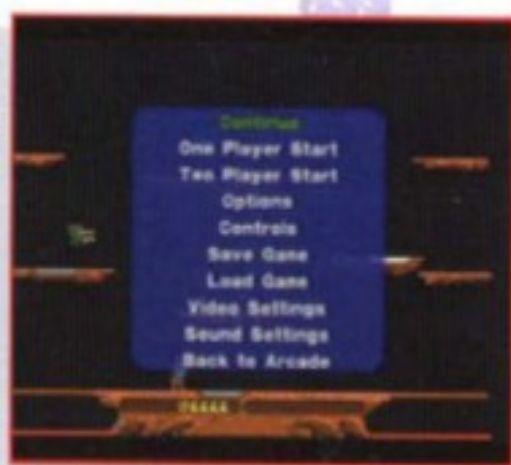 Continue
One Player Start
Two Player Start
Options
Controls
Save Game
Load Game
Video Settings
Sound Settings
Back to Arcade